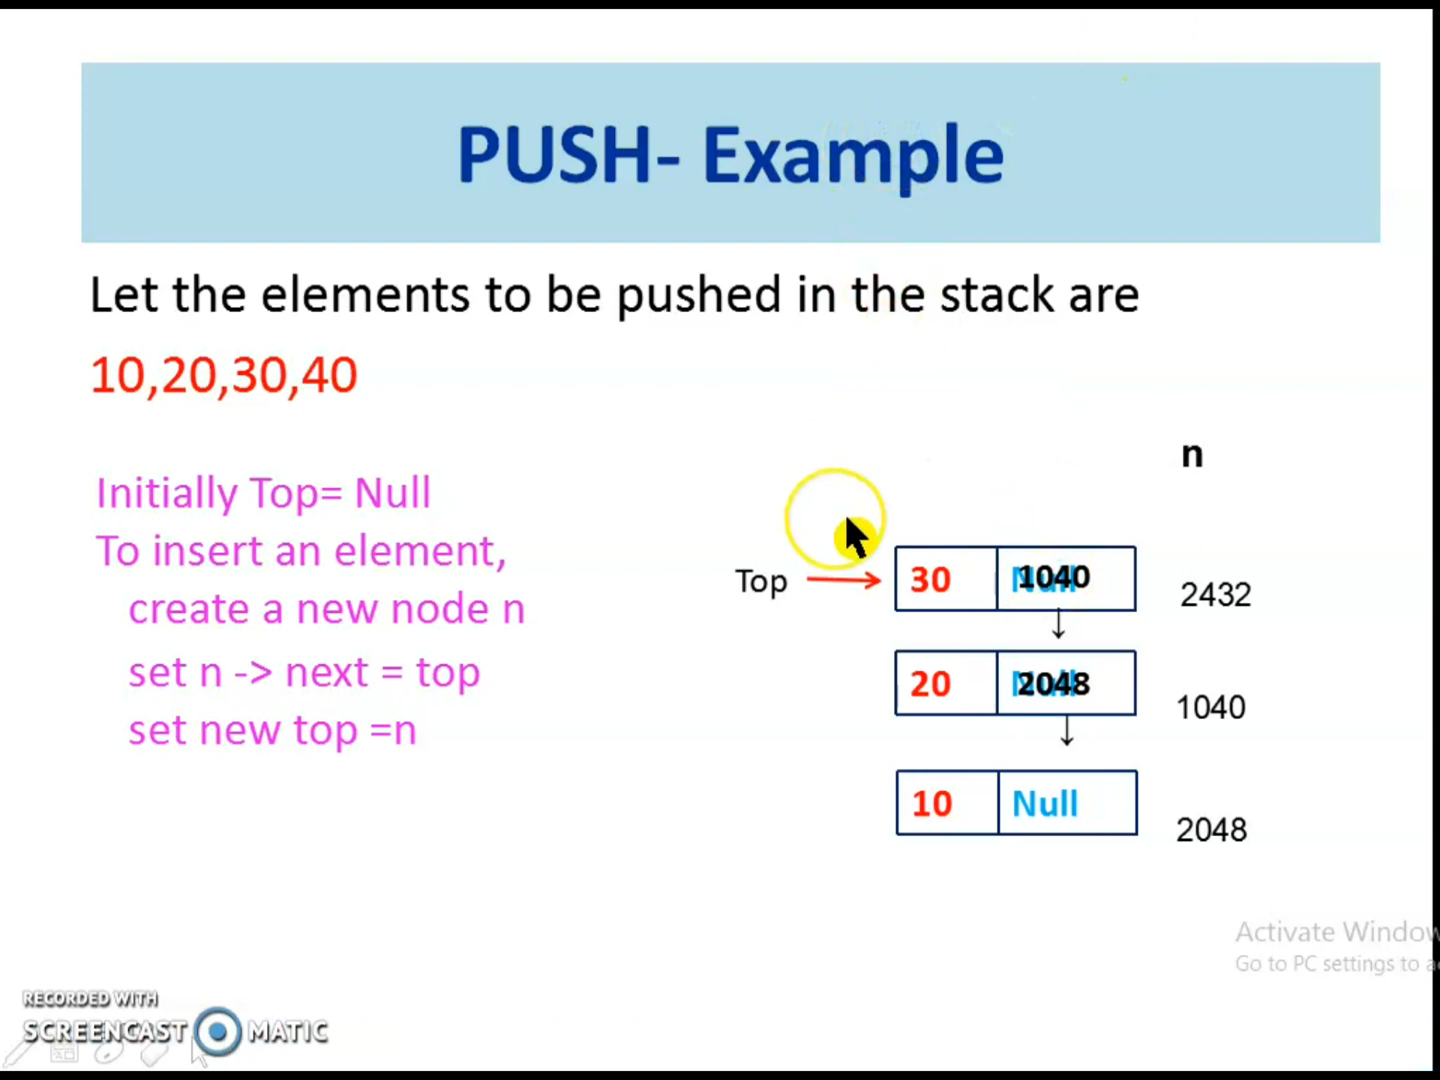 PUSH- Example
Let the elements to be pushed in the stack are
10,20,30,40
n
Initially Top= Null
To insert an element,
create a new node n
set n -> next = top
set new top =n
Top
30 1040
2432
20 2048
1040
10 Null
2048
Activate Window
Go to PC settings to a
RECORDED WITH
SCREENCAST MATIC